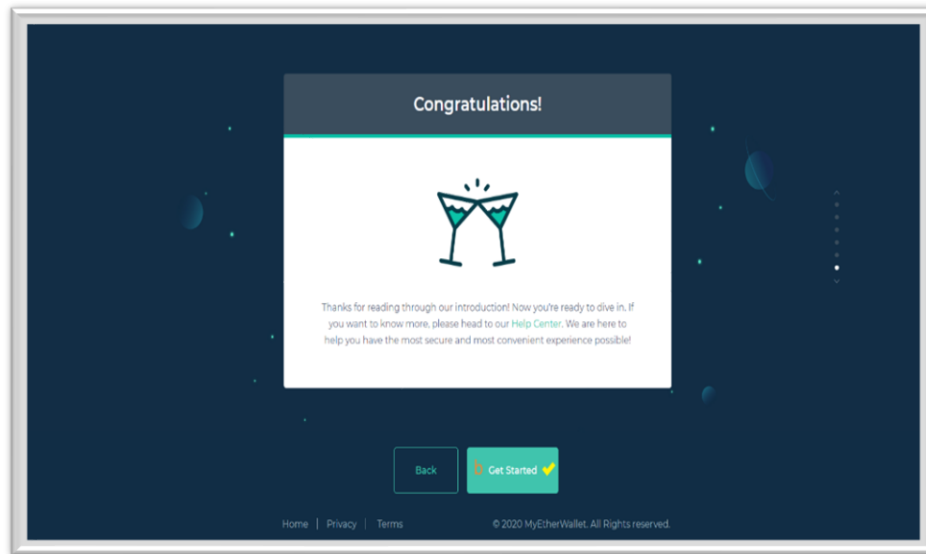 Congratulations!
Thanks for reading through our introduction! Now you're ready to dive in. If
you want to know more, please head to our Help Center. We are here to
help you have the most secure and most convenient experience possible!
Back
b Get Started
Home | Privacy | Terms
© 2020 MyEtherWallet. All Rights reserved.